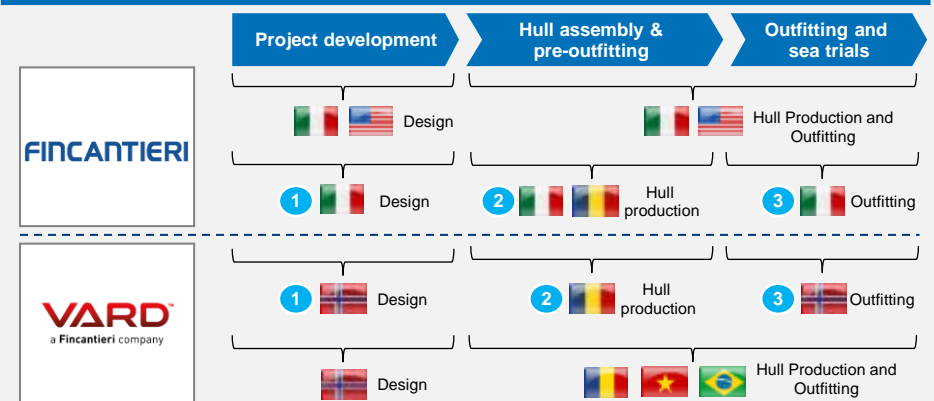 Project development
Hull assembly &
pre-outfitting
Outfitting and
sea trials
FINCANTIERI
Design
Hull Production and
Outfitting
1
Design
2
Hull
production
3
Outfitting
VARD™
a Fincantieri company
1
Design
2
Hull
production
3
Outfitting
Design
Hull Production and
Outfitting